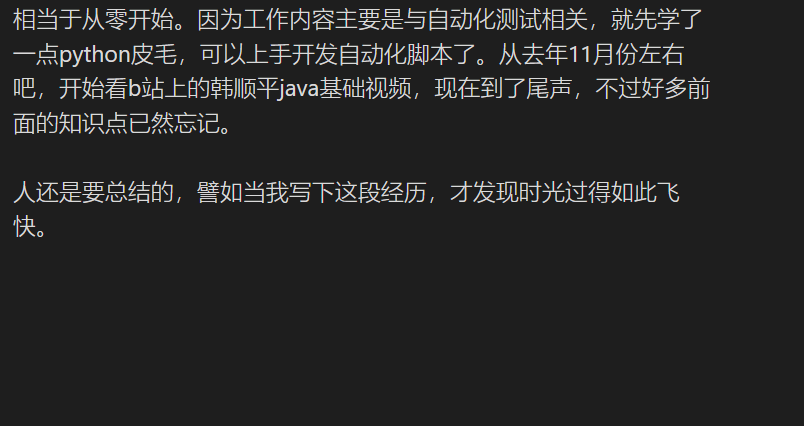 相当于从零开始。因为工作内容主要是与自动化测试相关，就先学了
一点python皮毛，可以上手开发自动化脚本了。从去年11月份左右
吧，开始看b站上的韩顺平java基础视频，现在到了尾声，不过好多前
面的知识点已然忘记。
人还是要总结的，譬如当我写下这段经历，才发现时光过得如此飞
快。